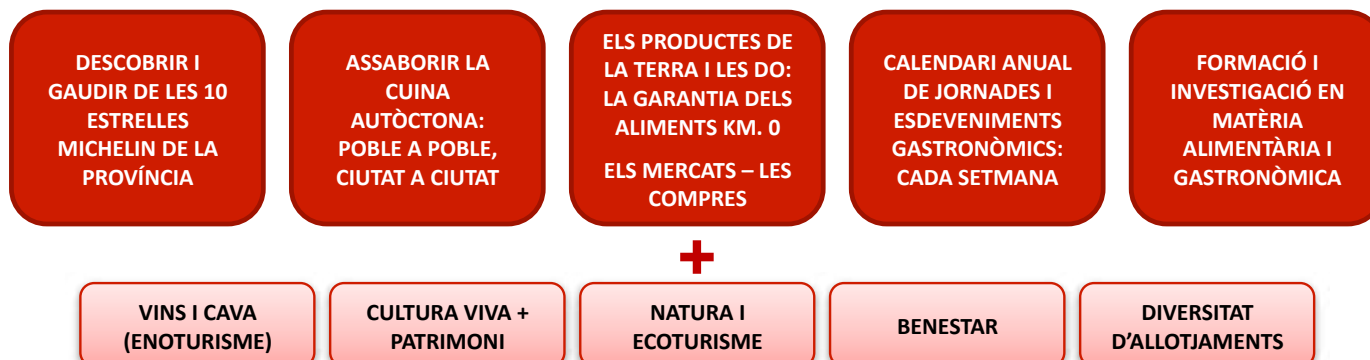 DESCOBRIR I
GAUDIR DE LES 10
ESTRELLES
MICHELIN DE LA
PROVÍNCIA
ASSABORIR LA
CUINA
AUTÒCTONA:
POBLE A POBLE,
CIUTAT A CIUTAT
ELS PRODUCTES DE
LA TERRA I LES DO:
LA GARANTIA DELS
ALIMENTS KM. 0
ELS MERCATS – LES
COMPRES
CALENDARI ANUAL
DE JORNADES I
ESDEVENIMENTS
GASTRONÒMICS:
CADA SETMANA
FORMACIÓ I
INVESTIGACIÓ EN
MATÈRIA
ALIMENTÀRIA I
GASTRONÒMICA
+
VINS I CAVA
(ENOTURISME)
CULTURA VIVA +
PATRIMONI
NATURA I
ECOTURISME
BENESTAR
DIVERSITAT
D'ALLOTJAMENTS